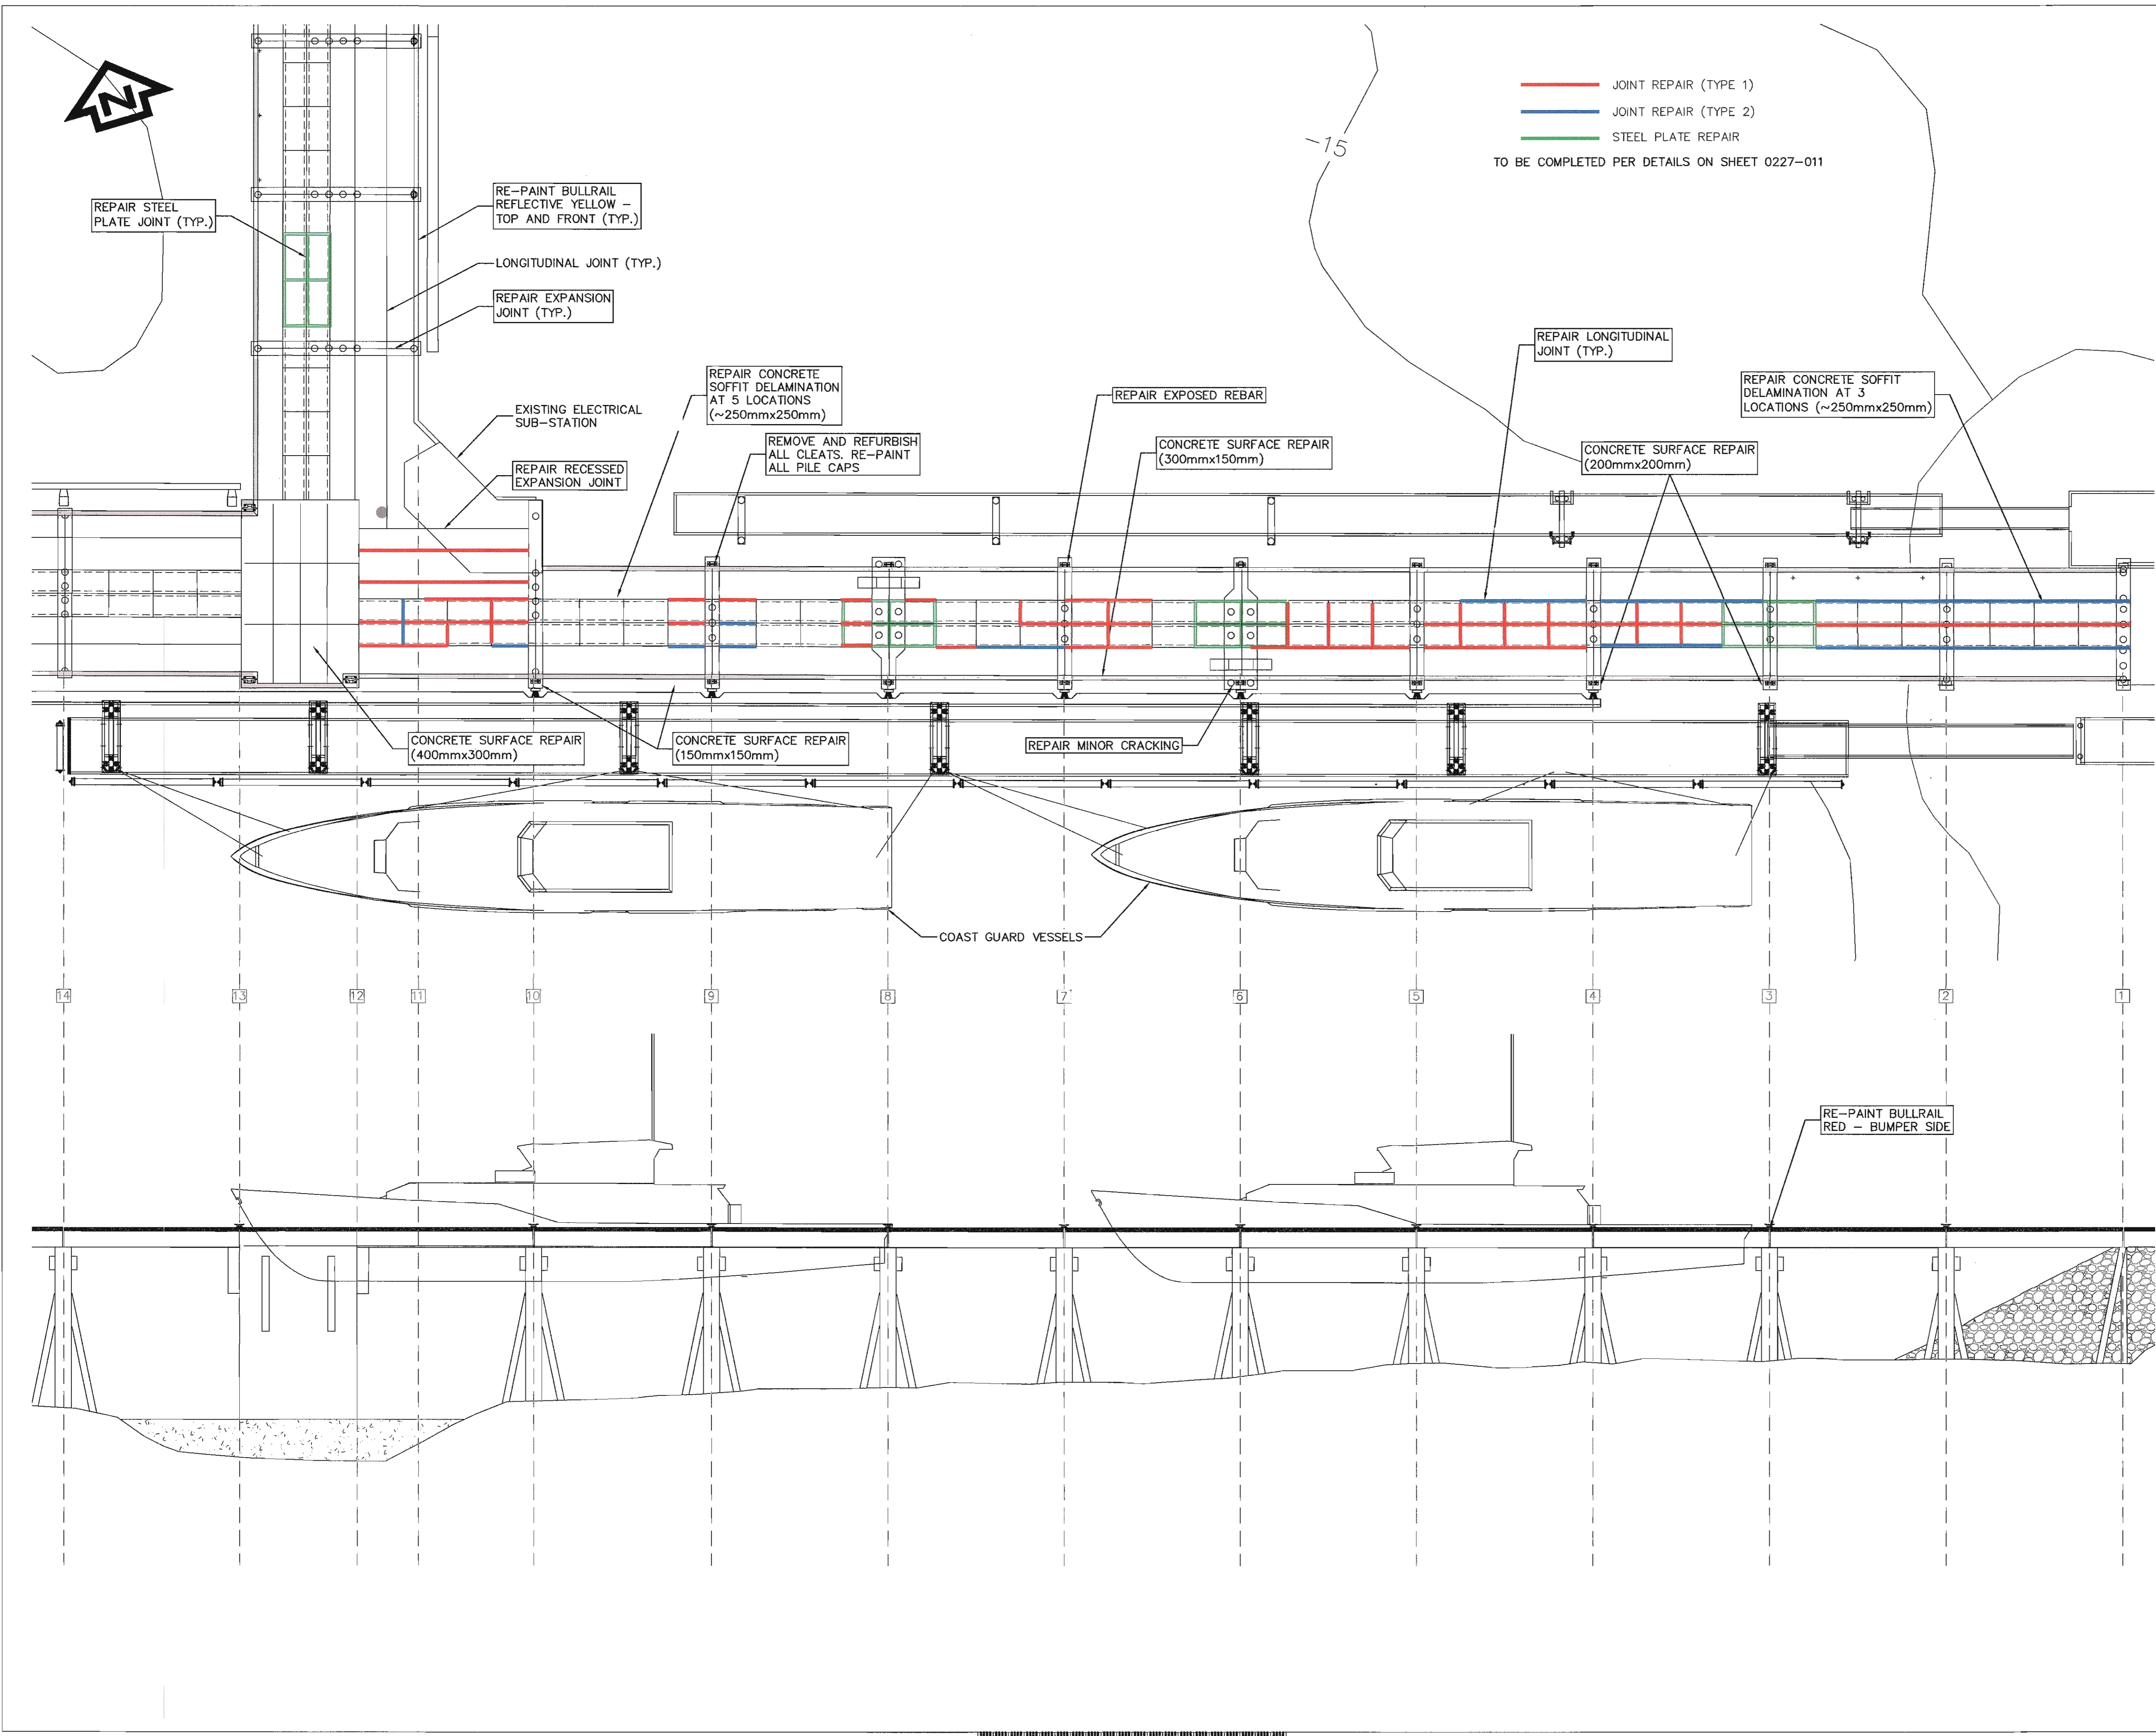 N
JOINT REPAIR (TYPE 1)
JOINT REPAIR (TYPE 2)
STEEL PLATE REPAIR
TO BE COMPLETED PER DETAILS ON SHEET 0227-011
-15
REPAIR STEEL
PLATE JOINT (TYP.)
RE-PAINT BULLRAIL
REFLECTIVE YELLOW -
TOP AND FRONT (TYP.)
LONGITUDINAL JOINT (TYP.)
REPAIR EXPANSION
JOINT (TYP.)
REPAIR LONGITUDINAL
JOINT (TYP.)
REPAIR CONCRETE
SOFFIT DELAMINATION
AT 5 LOCATIONS
(~250mmx250mm)
REPAIR EXPOSED REBAR
REPAIR CONCRETE SOFFIT
DELAMINATION AT 3
LOCATIONS (~250mmx250mm)
EXISTING ELECTRICAL
SUB-STATION
REMOVE AND REFURBISH
ALL CLEATS. RE-PAINT
ALL PILE CAPS
CONCRETE SURFACE REPAIR
(300mmx150mm)
CONCRETE SURFACE REPAIR
(200mmx200mm)
REPAIR RECESSED
EXPANSION JOINT
CONCRETE SURFACE REPAIR
(400mmx300mm)
CONCRETE SURFACE REPAIR
(150mmx150mm)
REPAIR MINOR CRACKING
COAST GUARD VESSELS
14 13 12 11 10 9 8 7 6 5 4 3 2 1
RE-PAINT BULLRAIL
RED - BUMPER SIDE